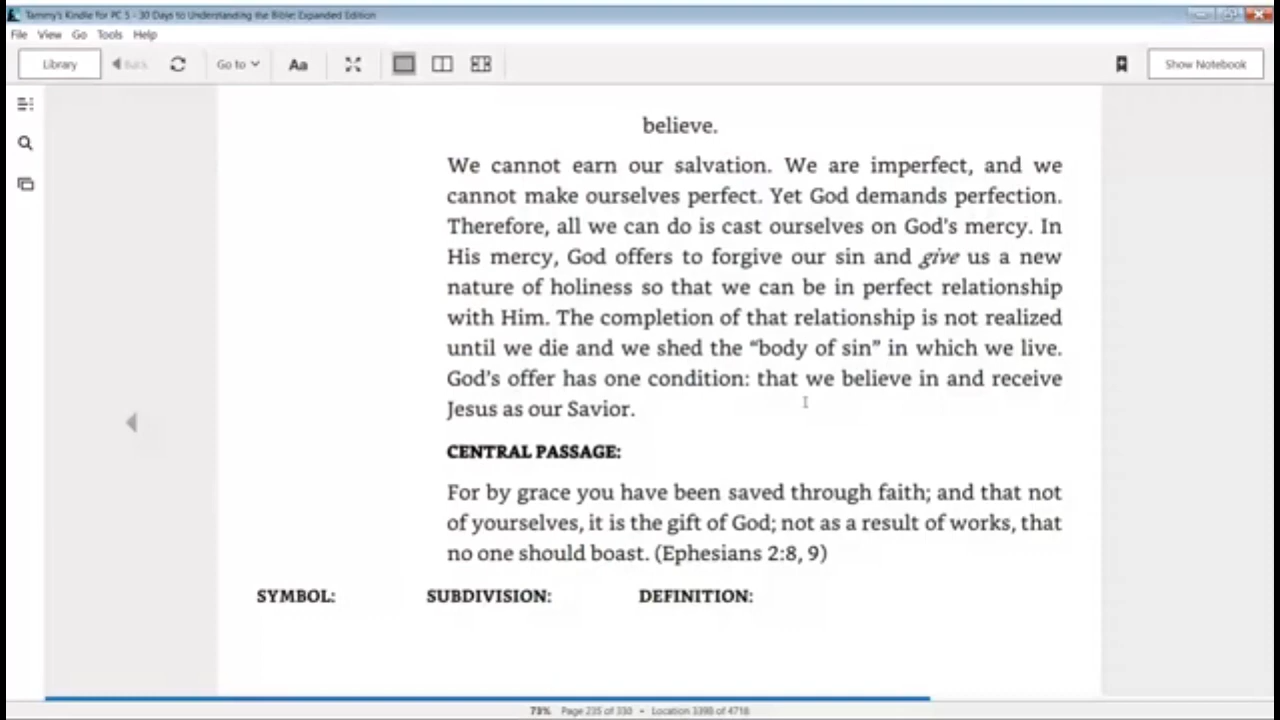 Tammy's Kindle for PC 5 - 30 Days to Understanding the Bible: Expanded Edition
File View Go Tools Help
Library Back Go to Aa Show Notebook
believe.
We cannot earn our salvation. We are imperfect, and we
cannot make ourselves perfect. Yet God demands perfection.
Therefore, all we can do is cast ourselves on God's mercy. In
His mercy, God offers to forgive our sin and give us a new
nature of holiness so that we can be in perfect relationship
with Him. The completion of that relationship is not realized
until we die and we shed the “body of sin” in which we live.
God's offer has one condition: that we believe in and receive
Jesus as our Savior.
CENTRAL PASSAGE:
For by grace you have been saved through faith; and that not
of yourselves, it is the gift of God; not as a result of works, that
no one should boast. (Ephesians 2:8, 9)
SYMBOL: SUBDIVISION: DEFINITION:
73% Page 235 of 330 • Location 3398 of 4718